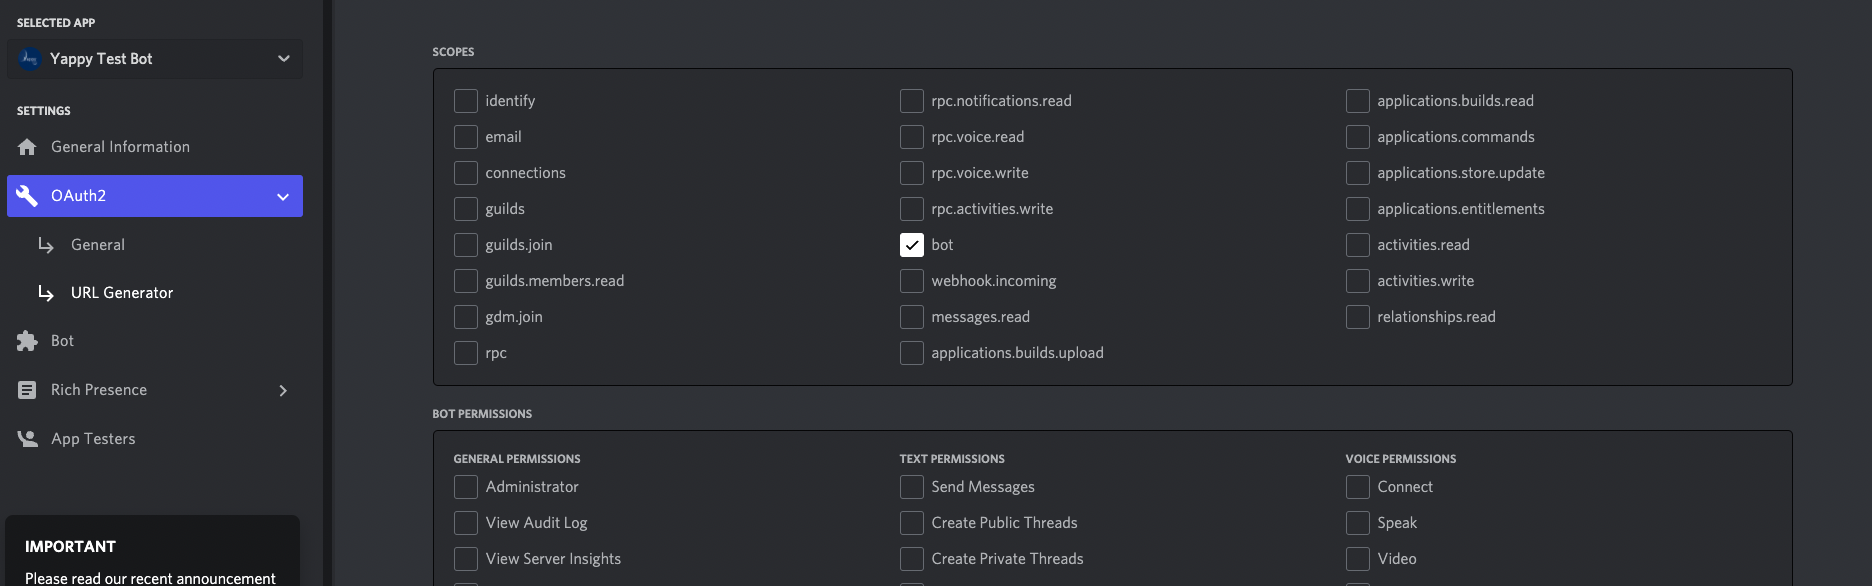 SELECTED APP
Yappy Test Bot
SETTINGS
General Information
OAuth2
General
URL Generator
Bot
Rich Presence
App Testers
IMPORTANT
Please read our recent announcement
SCOPES
identify
email
connections
guilds
guilds.join
guilds.members.read
gdm.join
rpc
rpc.notifications.read
rpc.voice.read
rpc.voice.write
rpc.activities.write
bot
webhook.incoming
messages.read
applications.builds.upload
applications.builds.read
applications.commands
applications.store.update
applications.entitlements
activities.read
activities.write
relationships.read
BOT PERMISSIONS
GENERAL PERMISSIONS
Administrator
View Audit Log
View Server Insights
TEXT PERMISSIONS
Send Messages
Create Public Threads
Create Private Threads
VOICE PERMISSIONS
Connect
Speak
Video